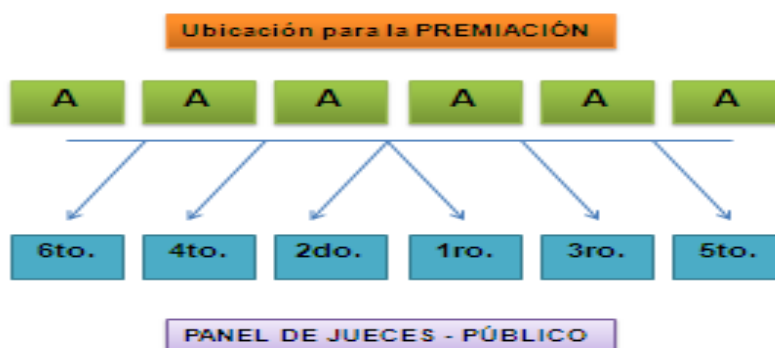 Ubicación para la PREMIACIÓN
A A A A A A
6to. 4to. 2do. 1ro. 3ro. 5to.
PANEL DE JUECES - PÚBLICO